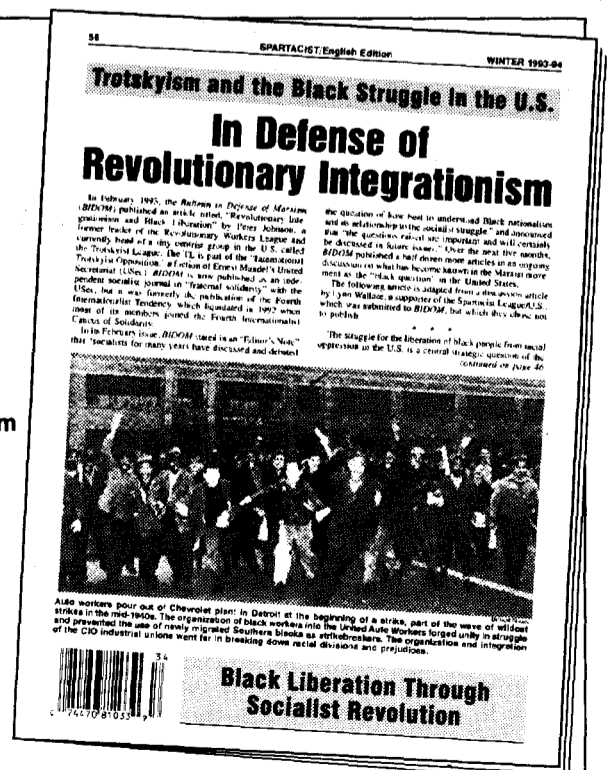 56
SPARTACIST/English Edition
WINTER 1993-94
Trotskyism and the Black Struggle in the U.S.
In Defense of
Revolutionary Integrationism
In February 1993, the Bulletin in Defense of Marxism
(BIDOM) published an article titled, "Revolutionary Inte-
grationism and Black Liberation" by Peter Johnson, a
former leader of the Revolutionary Workers League and
currently head of a tiny centrist group in the U.S. called
the Trotskyist League. The TL is part of the "International
Trotskyist Opposition," a faction of Ernest Mandel's United
Secretariat (USec). BIDOM is now published as an inde-
pendent socialist journal in "fraternal solidarity" with the
USec, but it was formerly the publication of the Fourth
Internationalist Tendency which liquidated in 1992 when
most of its members joined the Fourth Internationalist
Caucus of Solidarity.
In its February issue, BIDOM stated in an "Editor's Note"
that "socialists for many years have discussed and debated
the question of how best to understand Black nationalism
and its relationship to the socialist struggle," and announced
that "the questions raised are important and will certainly
be discussed in future issues." Over the next five months,
BIDOM published a half dozen more articles in an ongoing
discussion on what has become known in the Marxist move-
ment as the "black question" in the United States.
The following article is adapted from a discussion article
by Lynn Wallace, a supporter of the Spartacist League/U.S.
which was submitted to BIDOM, but which they chose not
to publish.
* * *
The struggle for the liberation of black people from racial
oppression in the U.S. is a central strategic question of the
continued on page 46
m
Detroit News
Auto workers pour out of Chevrolet plant in Detroit at the beginning of a strike, part of the wave of wildcat
strikes in the mid-1940s. The organization of black workers into the United Auto Workers forged unity in struggle
and prevented the use of newly migrated Southern blacks as strikebreakers. The organization and integration
of the CIO industrial unions went far in breaking down racial divisions and prejudices.
34
74470 81033
Black Liberation Through
Socialist Revolution